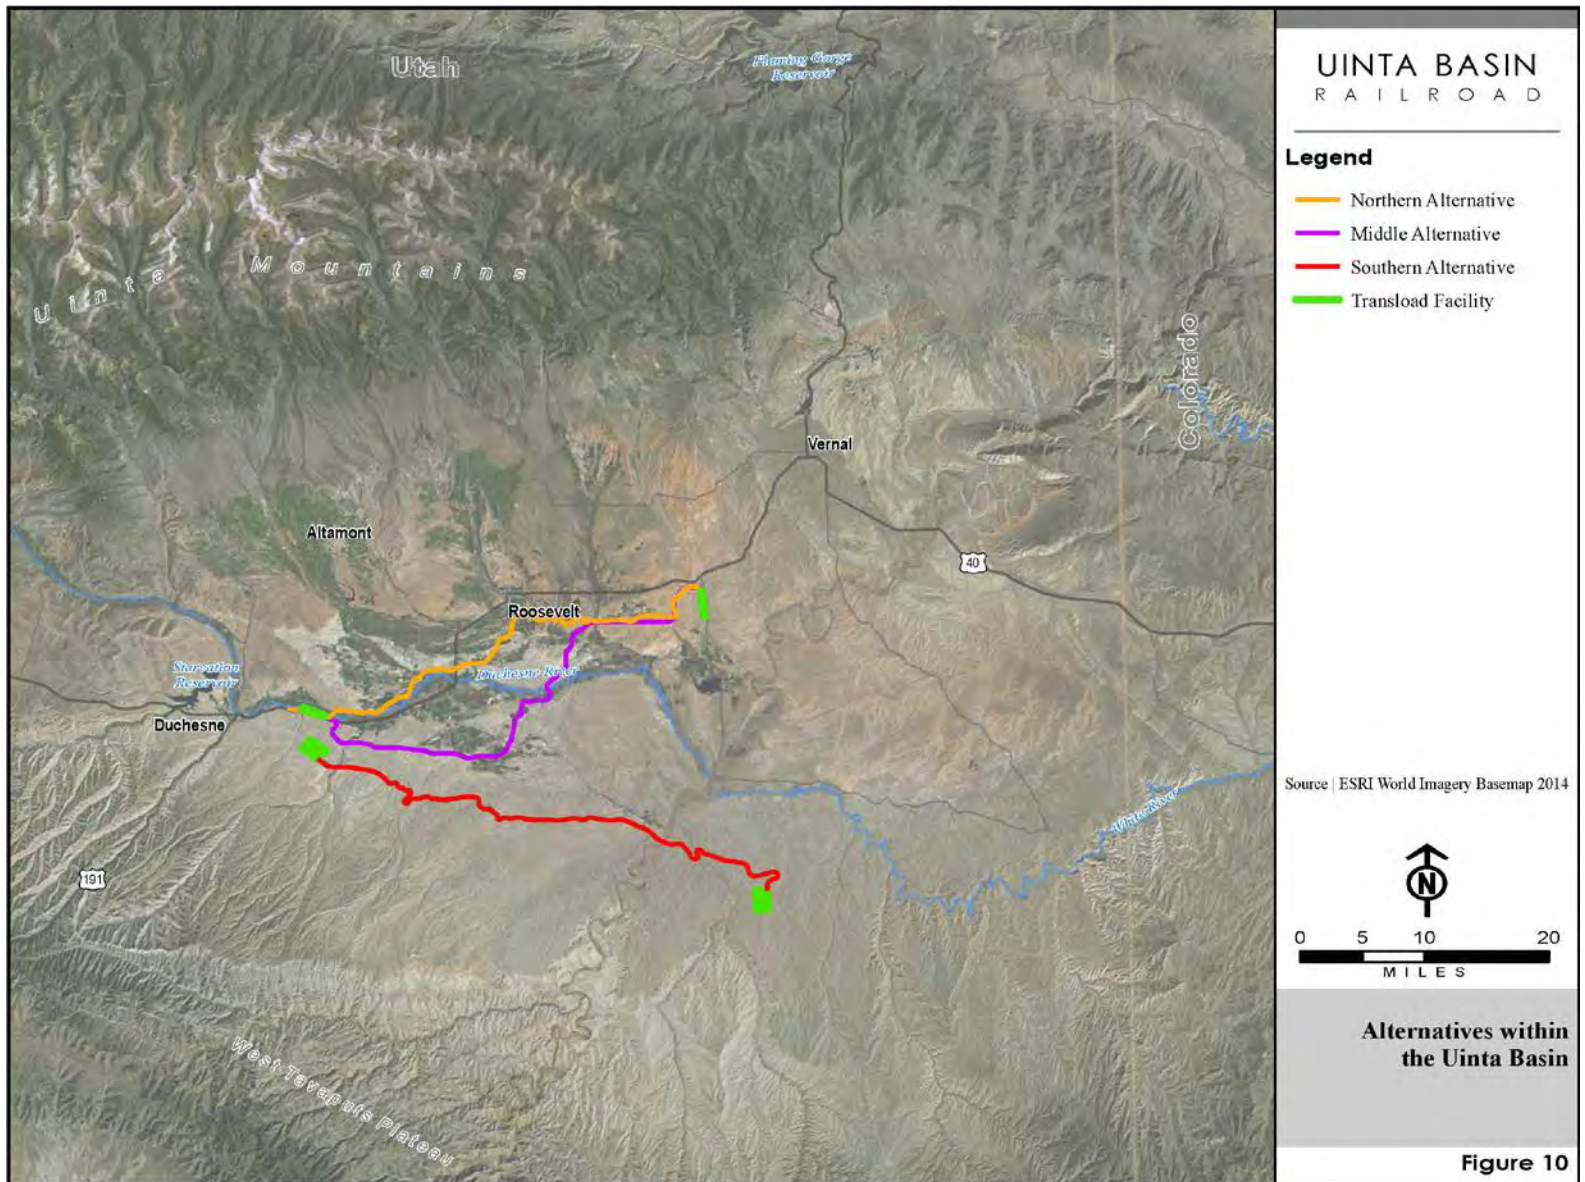 Utah
Flaming Gorge
Reservoir
Uinta Mountains
Colorado
Vernal
Altamont
40
Roosevelt
Starvation
Reservoir
Duchesne River
Duchesne
White River
191
West Tavaputs Plateau
UINTA BASIN
RAILROAD
Legend
Northern Alternative
Middle Alternative
Southern Alternative
Transload Facility
Source | ESRI World Imagery Basemap 2014
N
0 5 10 20
MILES
Alternatives within
the Uinta Basin
Figure 10